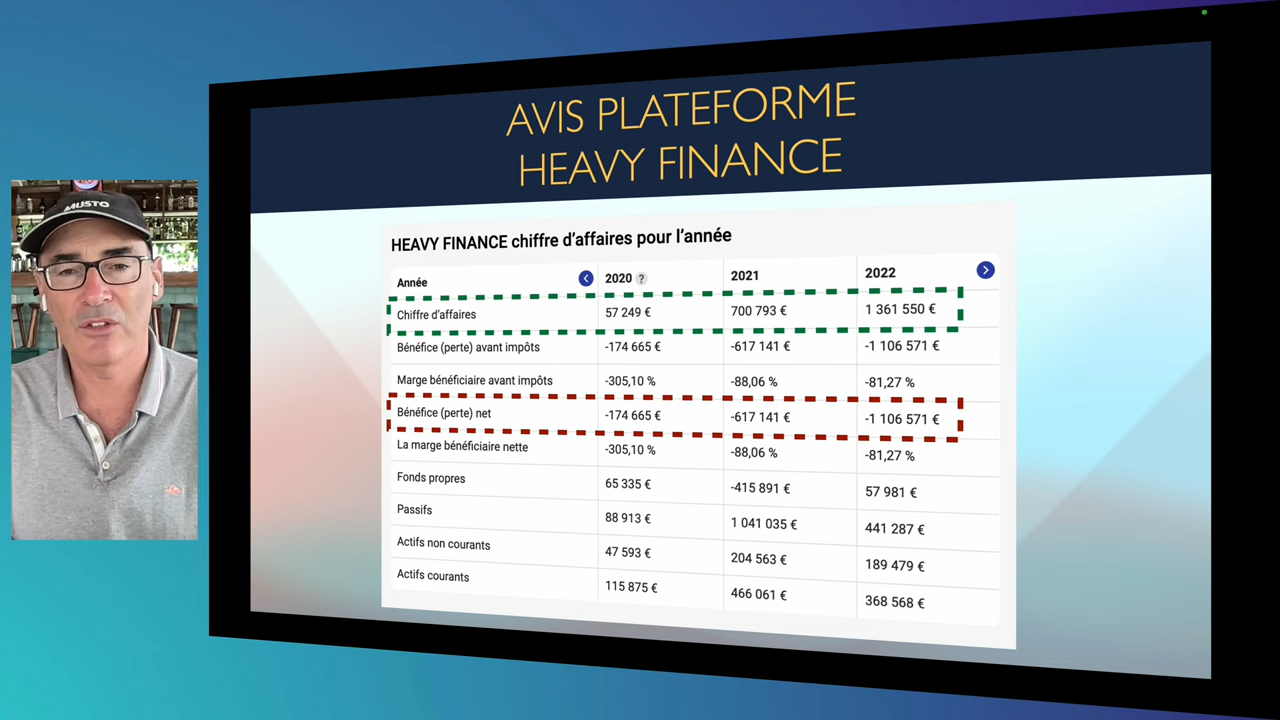 AVIS PLATEFORME
HEAVY FINANCE
HEAVY FINANCE chiffre d'affaires pour l'année
Année 2020 ? 2021 2022
Chiffre d'affaires 57 249 € 700 793 € 1 361 550 €
Bénéfice (perte) avant impôts -174 665 € -617 141 € -1 106 571 €
Marge bénéficiaire avant impôts -305,10 % -88,06 % -81,27 %
Bénéfice (perte) net -174 665 € -617 141 € -1 106 571 €
La marge bénéficiaire nette -305,10 % -88,06 % -81,27 %
Fonds propres 65 335 € -415 891 € 57 981 €
Passifs 88 913 € 1 041 035 € 441 287 €
Actifs non courants 47 593 € 204 563 € 189 479 €
Actifs courants 115 875 € 466 061 € 368 568 €
MUSTO